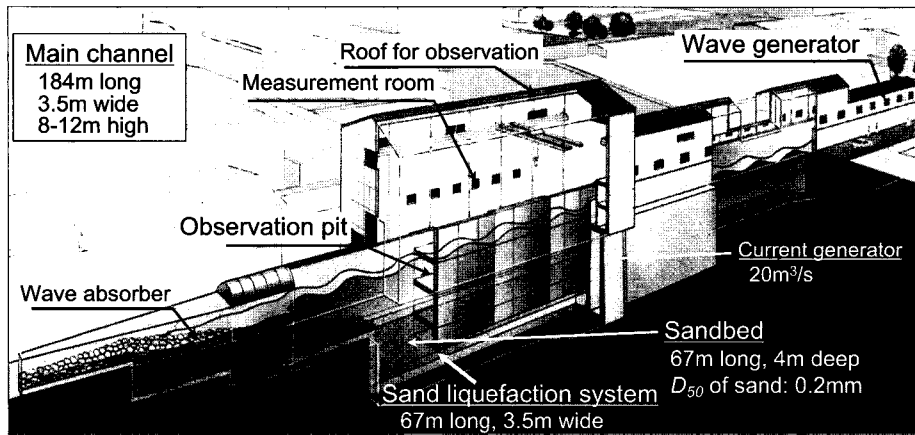 Main channel
184m long
3.5m wide
8-12m high
Roof for observation
Measurement room
Wave generator
Observation pit
Wave absorber
Current generator
20m³/s
Sandbed
67m long, 4m deep
D50 of sand: 0.2mm
Sand liquefaction system
67m long, 3.5m wide